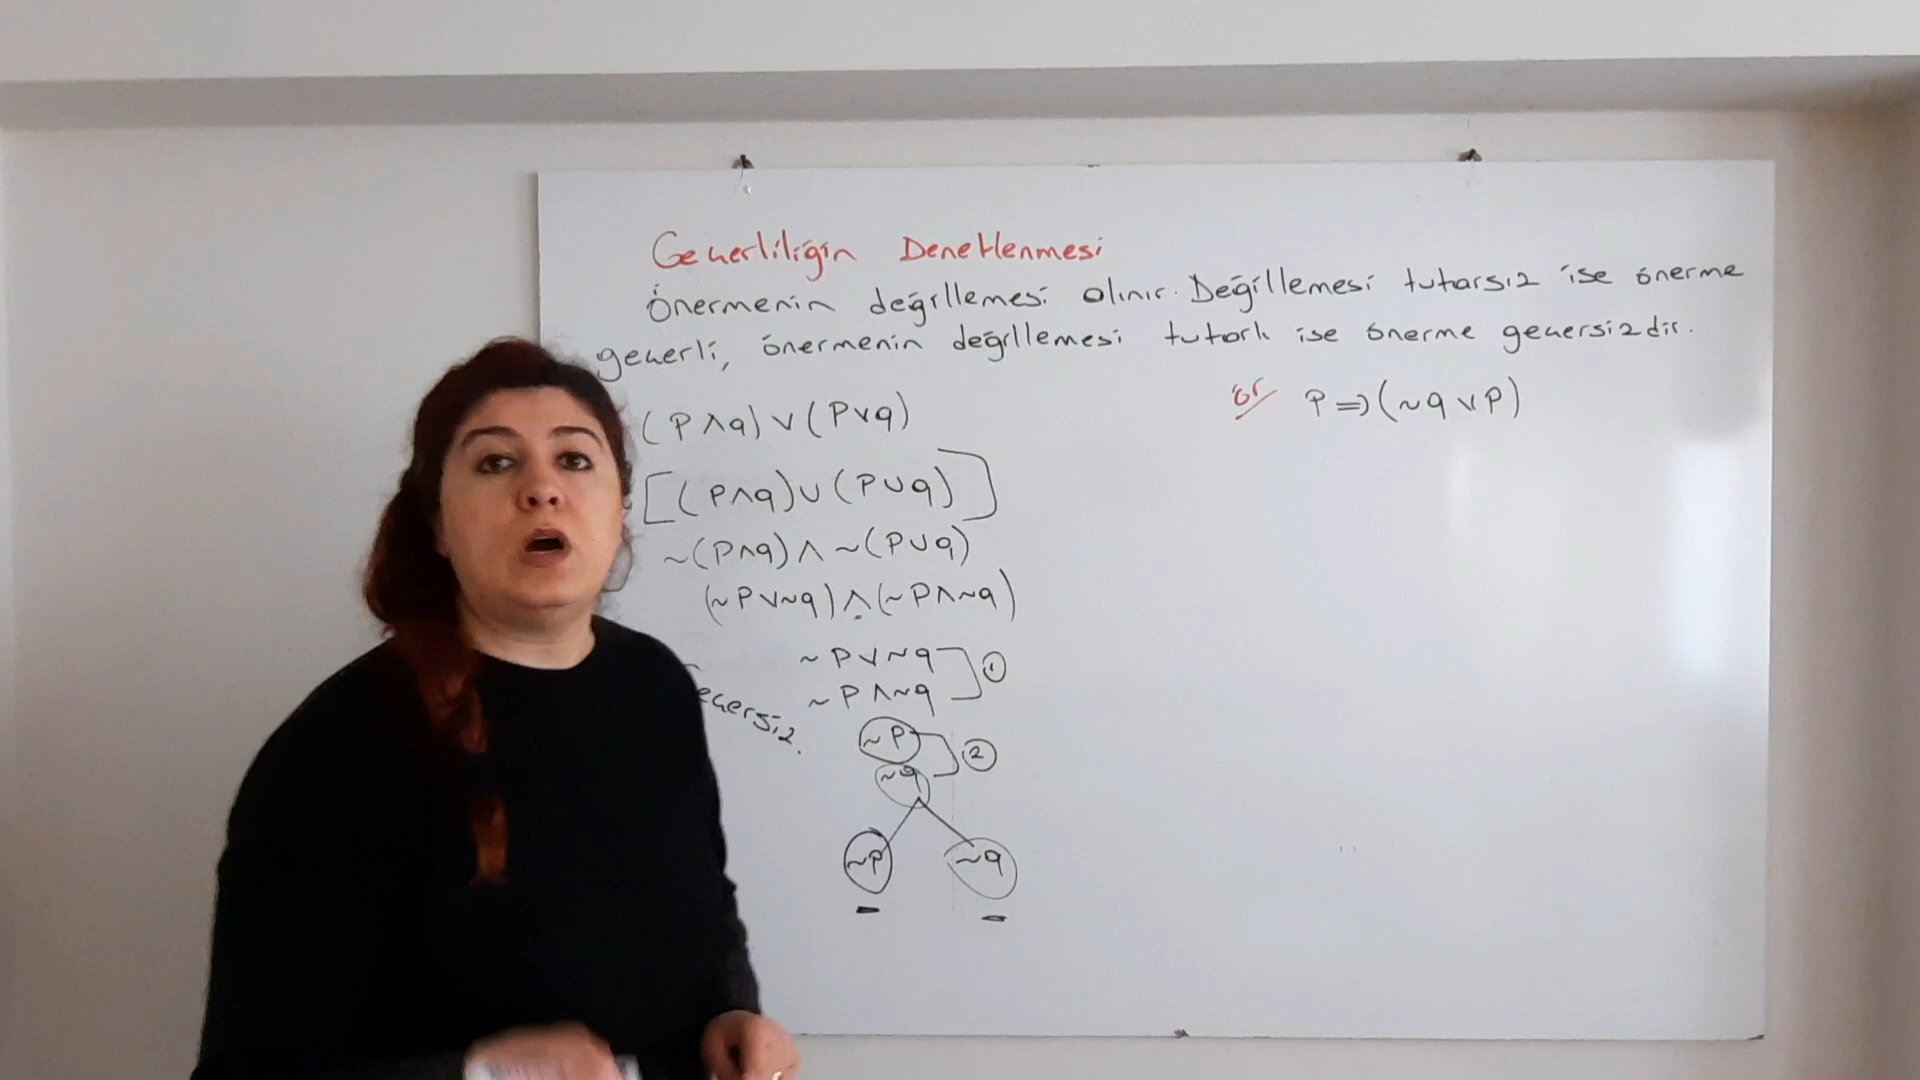 Geçerliliğin Denetlenmesi
Önermenin değillemesi alınır. Değillemesi tutarsız ise önerme
geçerli, önermenin değillemesi tutarlı ise önerme geçersizdir.
(P ∧ q) ∨ (P ∨ q)
ör P ⇒ (~q ∨ P)
[(P ∧ q) ∨ (P ∨ q)]
~(P ∧ q) ∧ ~(P ∨ q)
(~P ∨ ~q) ∧ (~P ∧ ~q)
~P ∨ ~q
① 
~P ∧ ~q
eçersiz.
~P
②
~q
~P ~q